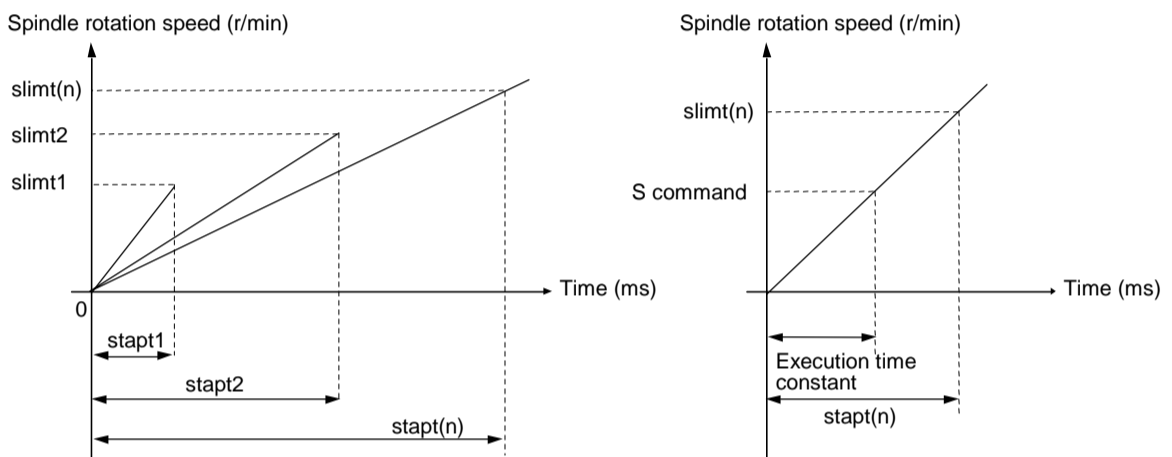 Spindle rotation speed (r/min)
slimt(n)
slimt2
slimt1
0
Time (ms)
stapt1
stapt2
stapt(n)
Spindle rotation speed (r/min)
slimt(n)
S command
Time (ms)
Execution time
constant
stapt(n)